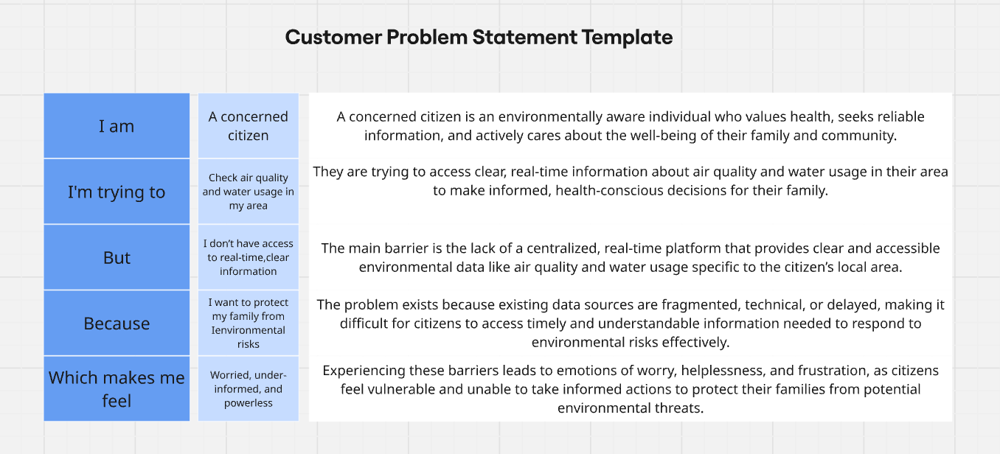 Customer Problem Statement Template
I am
A concerned
citizen
A concerned citizen is an environmentally aware individual who values health, seeks reliable
information, and actively cares about the well-being of their family and community.
I'm trying to
Check air quality
and water usage in
my area
They are trying to access clear, real-time information about air quality and water usage in their area
to make informed, health-conscious decisions for their family.
But
I don’t have access
to real-time,clear
information
The main barrier is the lack of a centralized, real-time platform that provides clear and accessible
environmental data like air quality and water usage specific to the citizen’s local area.
Because
I want to protect
my family from
Ienvironmental
risks
The problem exists because existing data sources are fragmented, technical, or delayed, making it
difficult for citizens to access timely and understandable information needed to respond to
environmental risks effectively.
Which makes me
feel
Worried, under-
informed, and
powerless
Experiencing these barriers leads to emotions of worry, helplessness, and frustration, as citizens
feel vulnerable and unable to take informed actions to protect their families from potential
environmental threats.